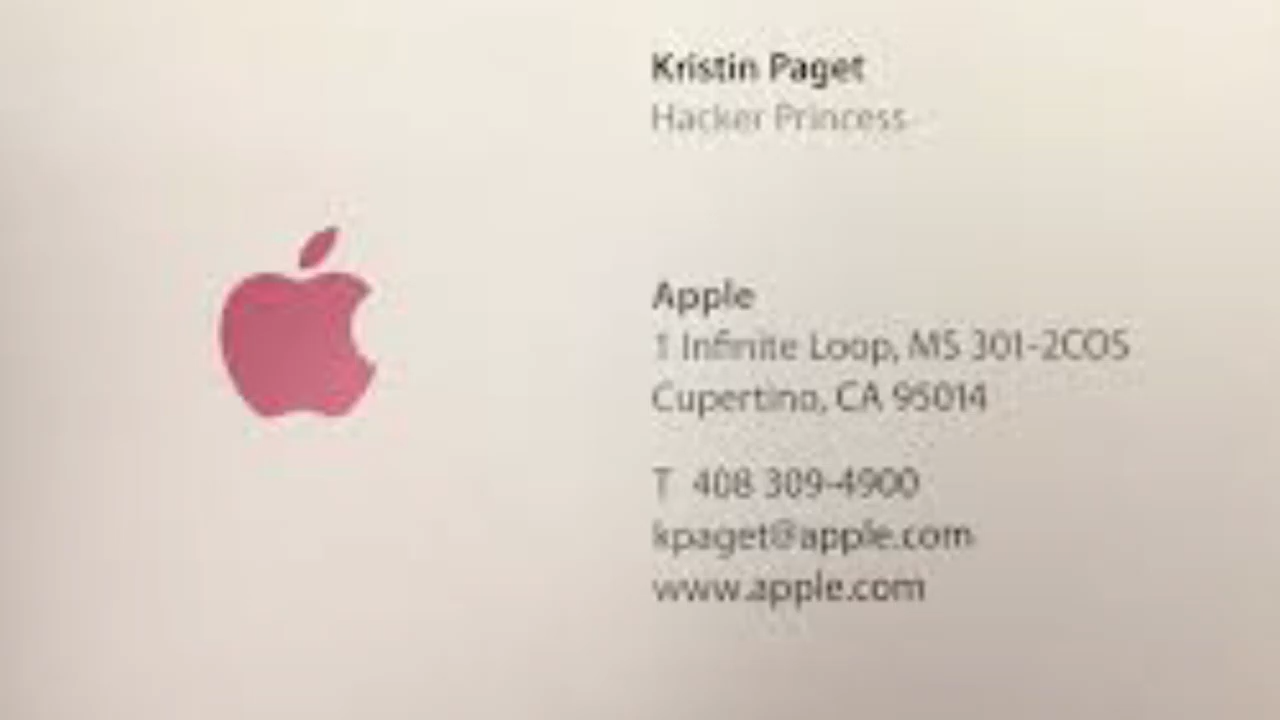 Kristin Paget
Hacker Princess
Apple
1 Infinite Loop, MS 301-2COS
Cupertino, CA 95014
T 408 309-4900
kpaget@apple.com
www.apple.com